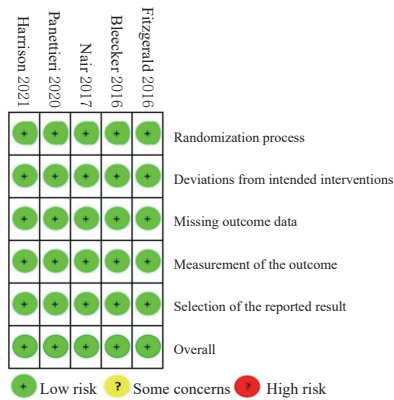 Harrison 2021
Panettieri 2020
Nair 2017
Bleecker 2016
Fitzgerald 2016
+ + + + + Randomization process
+ + + + + Deviations from intended interventions
+ + + + + Missing outcome data
+ + + + + Measurement of the outcome
+ + + + + Selection of the reported result
+ + + + + Overall
+ Low risk ? Some concerns ? High risk